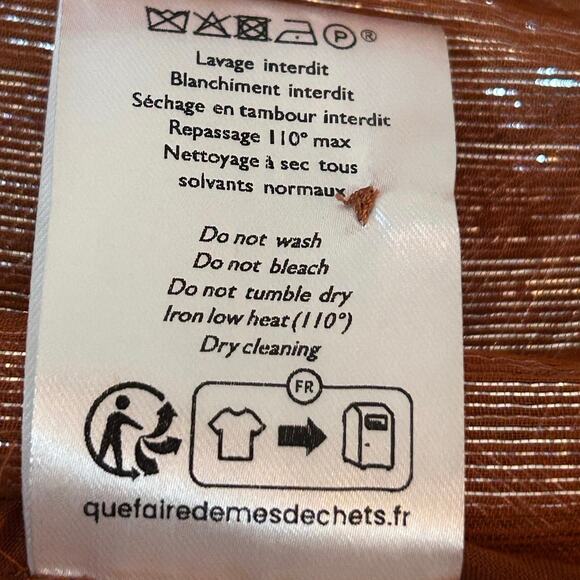 P ®
Lavage interdit
Blanchiment interdit
Séchage en tambour interdit
Repassage 110° max
Nettoyage à sec tous
solvants normaux
Do not wash
Do not bleach
Do not tumble dry
Iron low heat (110°)
Dry cleaning
FR
quefairedemesdechets.fr